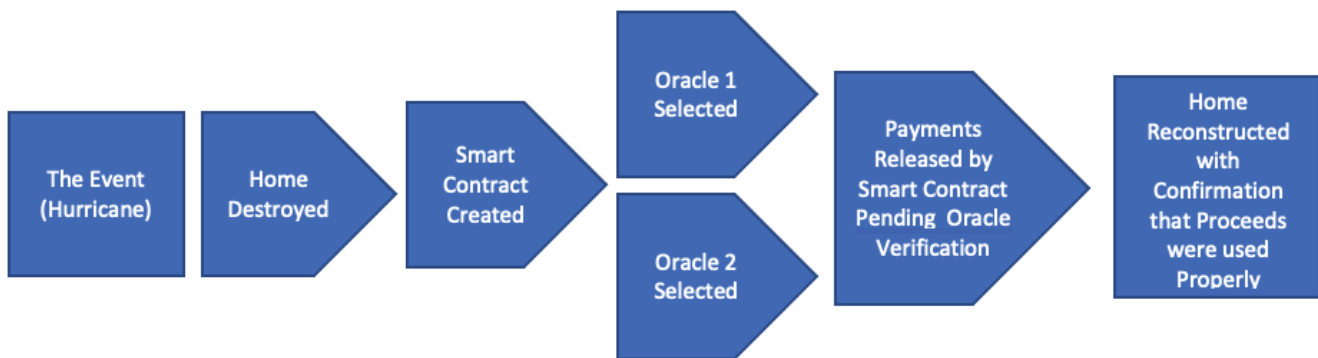 The Event
(Hurricane)
Home
Destroyed
Smart
Contract
Created
Oracle 1
Selected
Oracle 2
Selected
Payments
Released by
Smart Contract
Pending Oracle
Verification
Home
Reconstructed
with
Confirmation
that Proceeds
were used
Properly